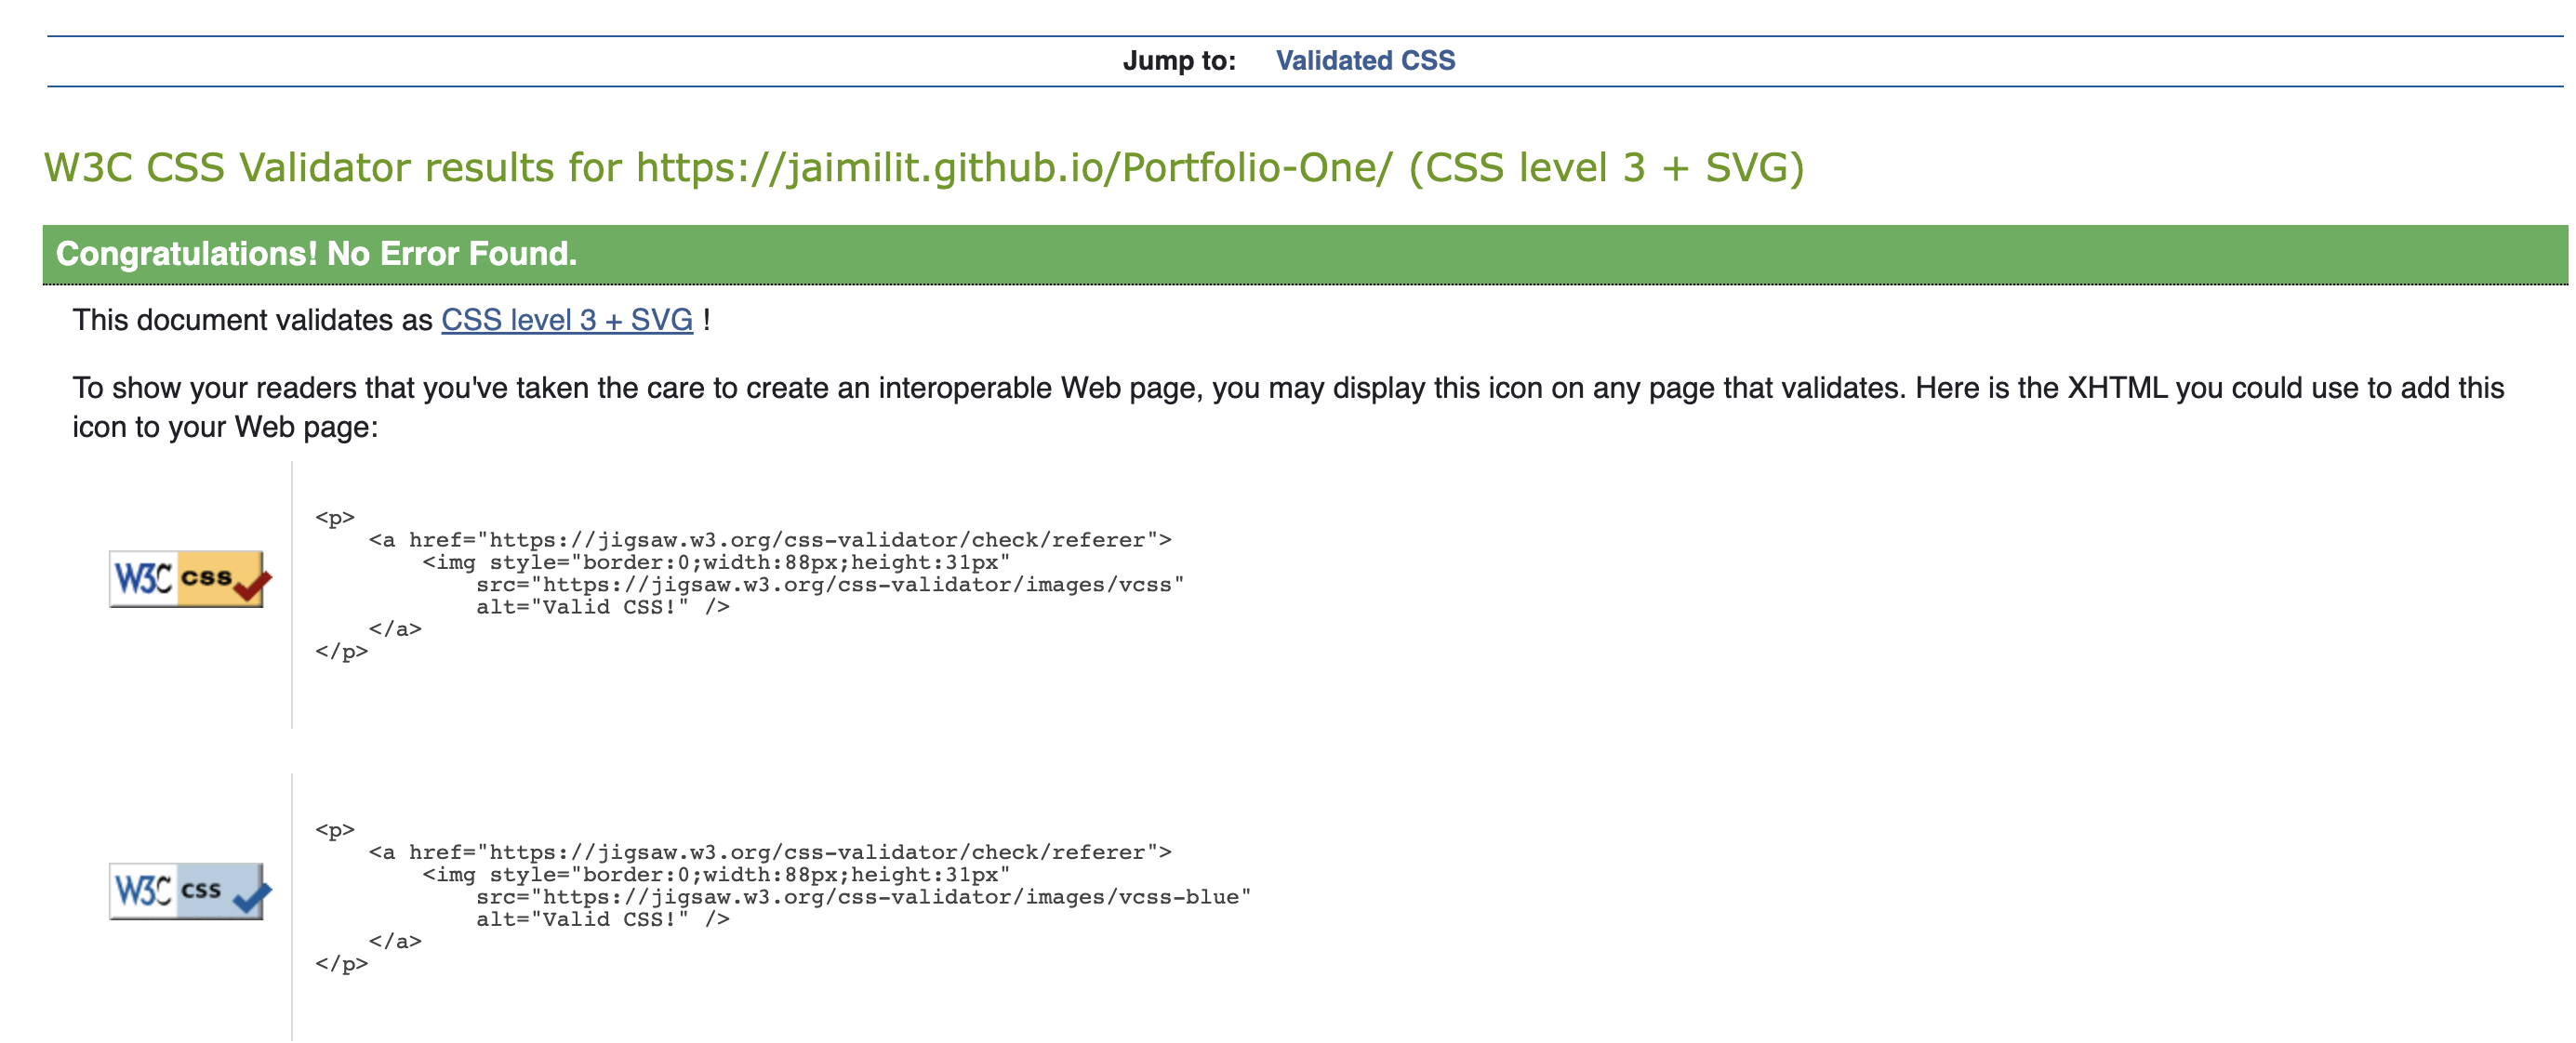 Jump to: Validated CSS
W3C CSS Validator results for https://jaimilit.github.io/Portfolio-One/ (CSS level 3 + SVG)
Congratulations! No Error Found.
This document validates as CSS level 3 + SVG !
To show your readers that you've taken the care to create an interoperable Web page, you may display this icon on any page that validates. Here is the XHTML you could use to add this
icon to your Web page:
W3C css
<p>
    <a href="https://jigsaw.w3.org/css-validator/check/referer">
        <img style="border:0;width:88px;height:31px"
            src="https://jigsaw.w3.org/css-validator/images/vcss"
            alt="Valid CSS!" />
    </a>
</p>
W3C css
<p>
    <a href="https://jigsaw.w3.org/css-validator/check/referer">
        <img style="border:0;width:88px;height:31px"
            src="https://jigsaw.w3.org/css-validator/images/vcss-blue"
            alt="Valid CSS!" />
    </a>
</p>